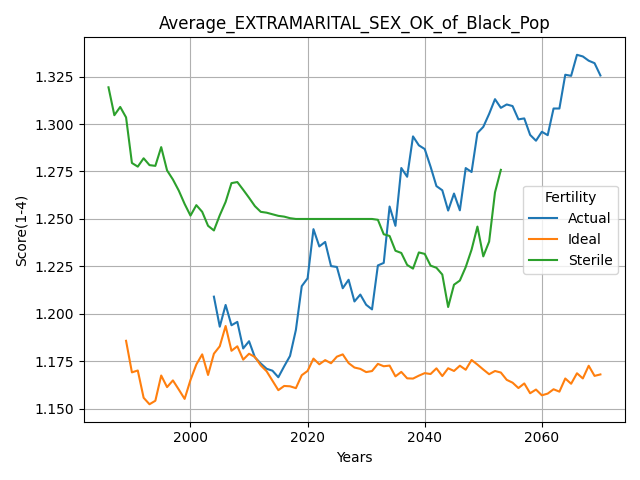 Average_EXTRAMARITAL_SEX_OK_of_Black_Pop
1.325
1.300
1.275
1.250
1.225
1.200
1.175
1.150
Score(1-4)
Fertility
Actual
Ideal
Sterile
2000
2020
2040
2060
Years